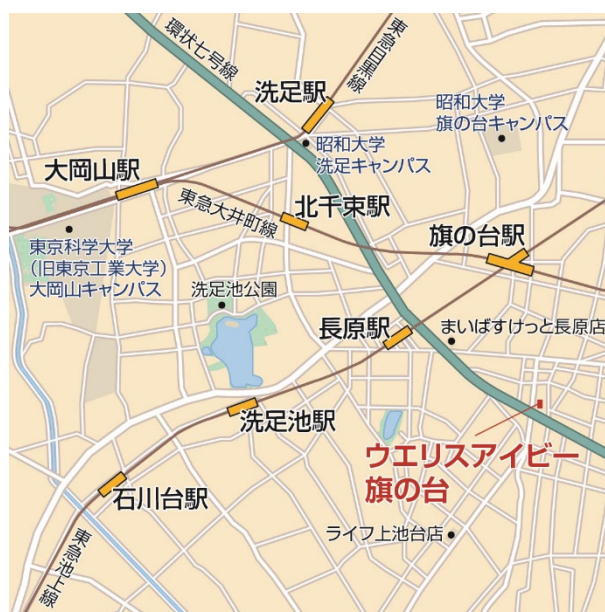 環状七号線
東急目黒線
洗足駅
昭和大学
旗の台キャンパス
昭和大学
洗足キャンパス
大岡山駅
北千束駅
東急大井町線
旗の台駅
東京科学大学
(旧東京工業大学)
大岡山キャンパス
洗足池公園
長原駅
まいばすけっと長原店
洗足池駅
ウエリスアイビー
旗の台
石川台駅
ライフ上池台店
東急池上線